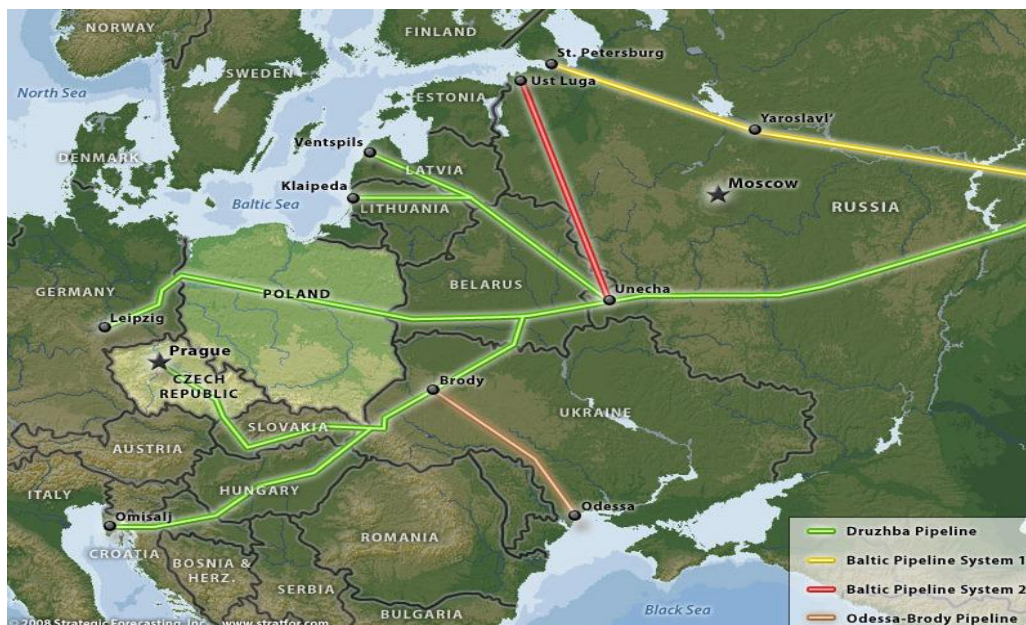 NORWAY
FINLAND
SWEDEN
St. Petersburg
Ust Luga
North Sea
ESTONIA
Yaroslavl'
Ventspils
DENMARK
LATVIA
Klaipeda
Moscow
Baltic Sea
LITHUANIA
RUSSIA
GERMANY
POLAND
BELARUS
Unecha
Leipzig
Prague
CZECH
REPUBLIC
Brody
SLOVAKIA
UKRAINE
AUSTRIA
HUNGARY
ITALY
Omisalj
Odessa
CROATIA
ROMANIA
BOSNIA &
HERZ.
SERBIA
BULGARIA
Black Sea
Druzhba Pipeline
Baltic Pipeline System 1
Baltic Pipeline System 2
Odessa-Brody Pipeline
© 2008 Strategic Forecasting, Inc. www.stratfor.com